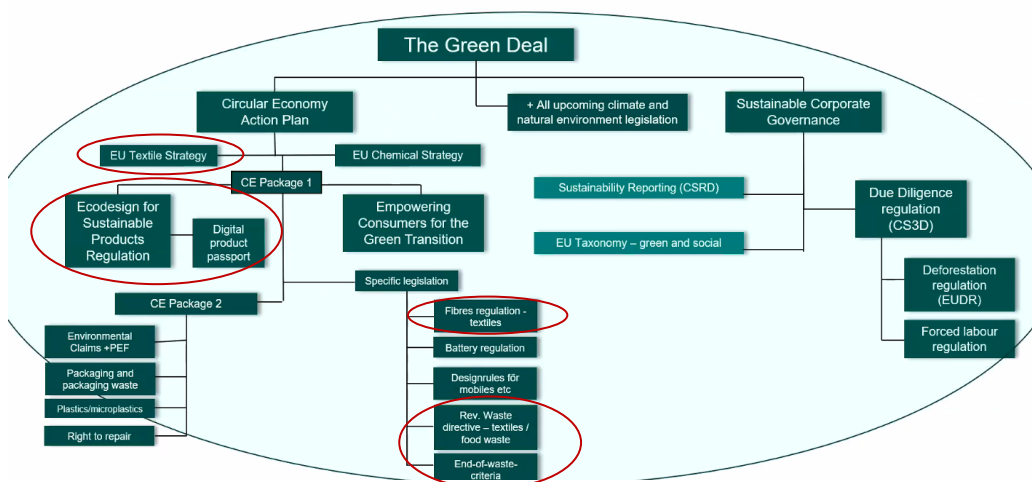 The Green Deal
Circular Economy
Action Plan
+ All upcoming climate and
natural environment legislation
Sustainable Corporate
Governance
EU Textile Strategy
EU Chemical Strategy
CE Package 1
Ecodesign for
Sustainable
Products
Regulation
Digital
product
passport
Empowering
Consumers for the
Green Transition
Sustainability Reporting (CSRD)
EU Taxonomy – green and social
Due Diligence
regulation
(CS3D)
Deforestation
regulation
(EUDR)
Forced labour
regulation
Specific legislation
CE Package 2
Environmental
Claims +PEF
Packaging and
packaging waste
Plastics/microplastics
Right to repair
Fibres regulation -
textiles
Battery regulation
Designrules för
mobiles etc
Rev. Waste
directive – textiles /
food waste
End-of-waste-
criteria